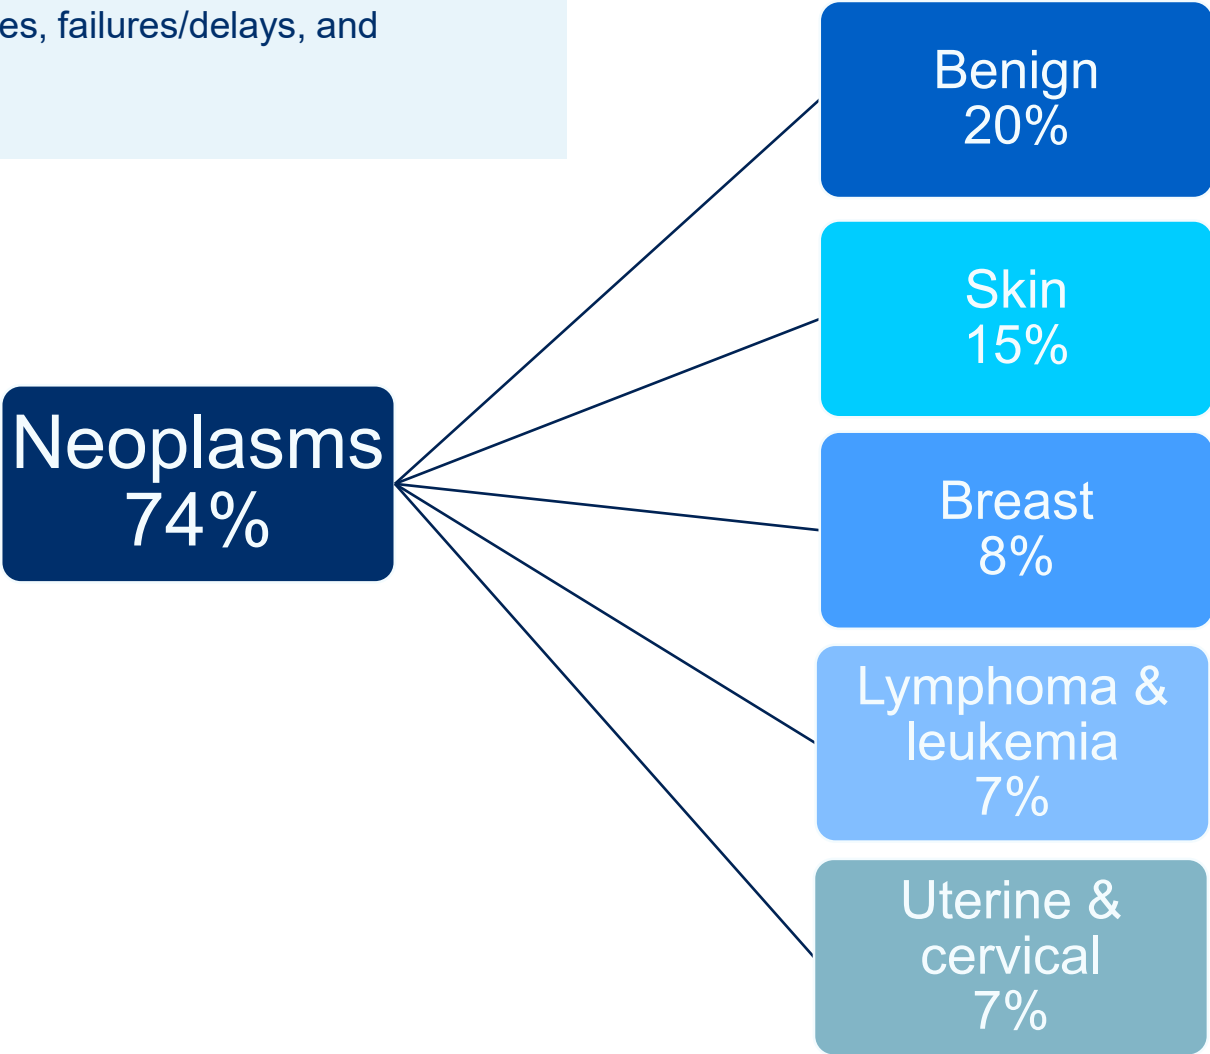 es, failures/delays, and
Benign
20%
Skin
15%
Neoplasms
74%
Breast
8%
Lymphoma &
leukemia
7%
Uterine &
cervical
7%